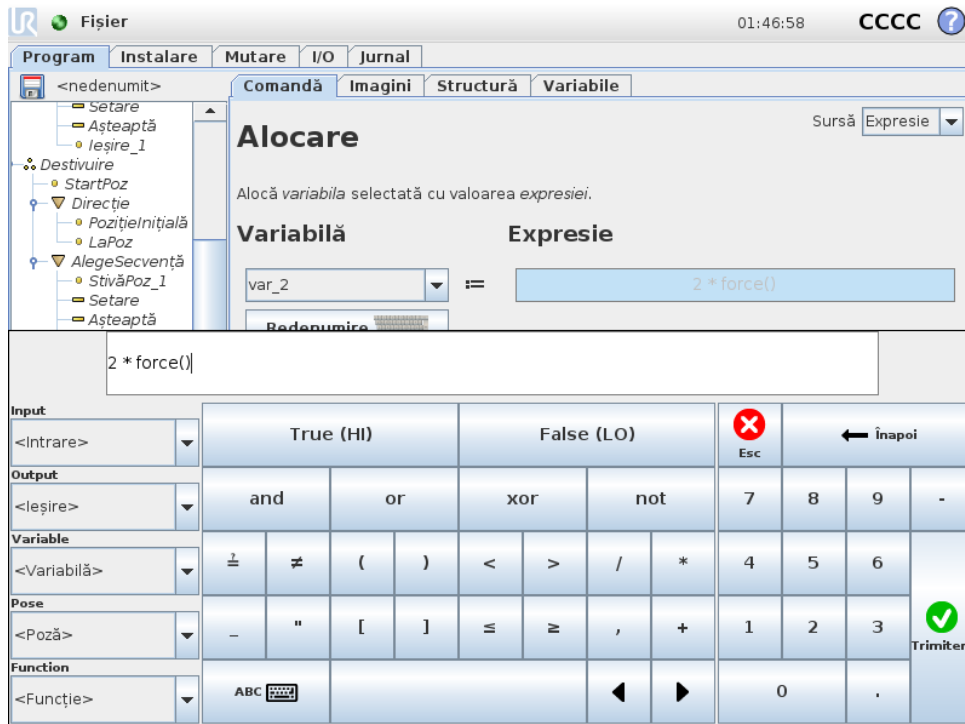 UR Fișier 01:46:58 CCCC ?
Program Instalare Mutare I/O Jurnal
<nedenumit> Comandă Imagini Structură Variabile
Setare
Așteaptă
Ieșire_1
Destivuire
StartPoz
Direcție
PozițieInițială
LaPoz
AlegeSecvență
StivăPoz_1
Setare
Așteaptă
Alocare
Sursă Expresie
Alocă variabila selectată cu valoarea expresiei.
Variabilă Expresie
var_2 := 2 * force()
Redenumire
2 * force()
Input
<Intrare>
Output
<Ieșire>
Variable
<Variabilă>
Pose
<Poză>
Function
<Funcție>
True (HI) False (LO) Esc Înapoi
and or xor not 7 8 9 -
≟ ≠ ( ) < > / * 4 5 6
_ " [ ] ≤ ≥ , + 1 2 3
Trimiter
ABC 0 .